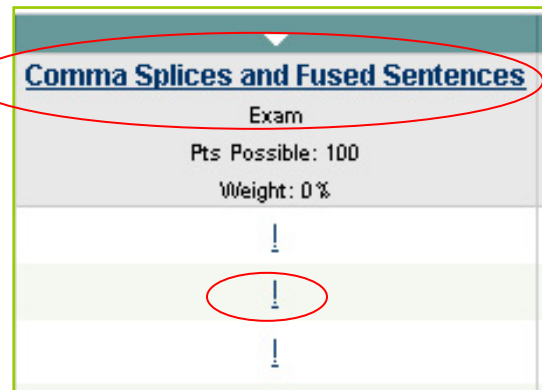 Comma Splices and Fused Sentences
Exam
Pts Possible: 100
Weight: 0%
!
!
!